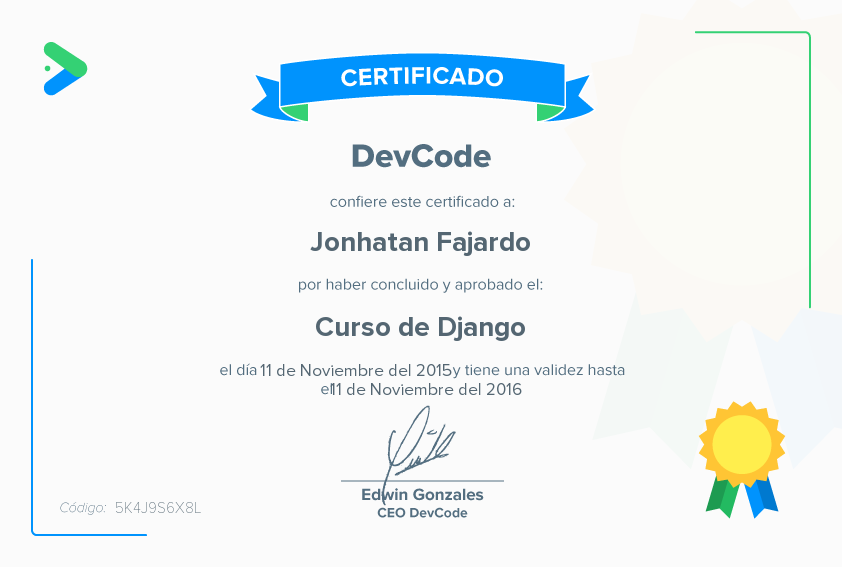 CERTIFICADO
DevCode
confiere este certificado a:
Jonhatan Fajardo
por haber concluido y aprobado el:
Curso de Django
el día 11 de Noviembre del 2015y tiene una validez hasta
el11 de Noviembre del 2016
Edwin Gonzales
CEO DevCode
Código: 5K4J9S6X8L